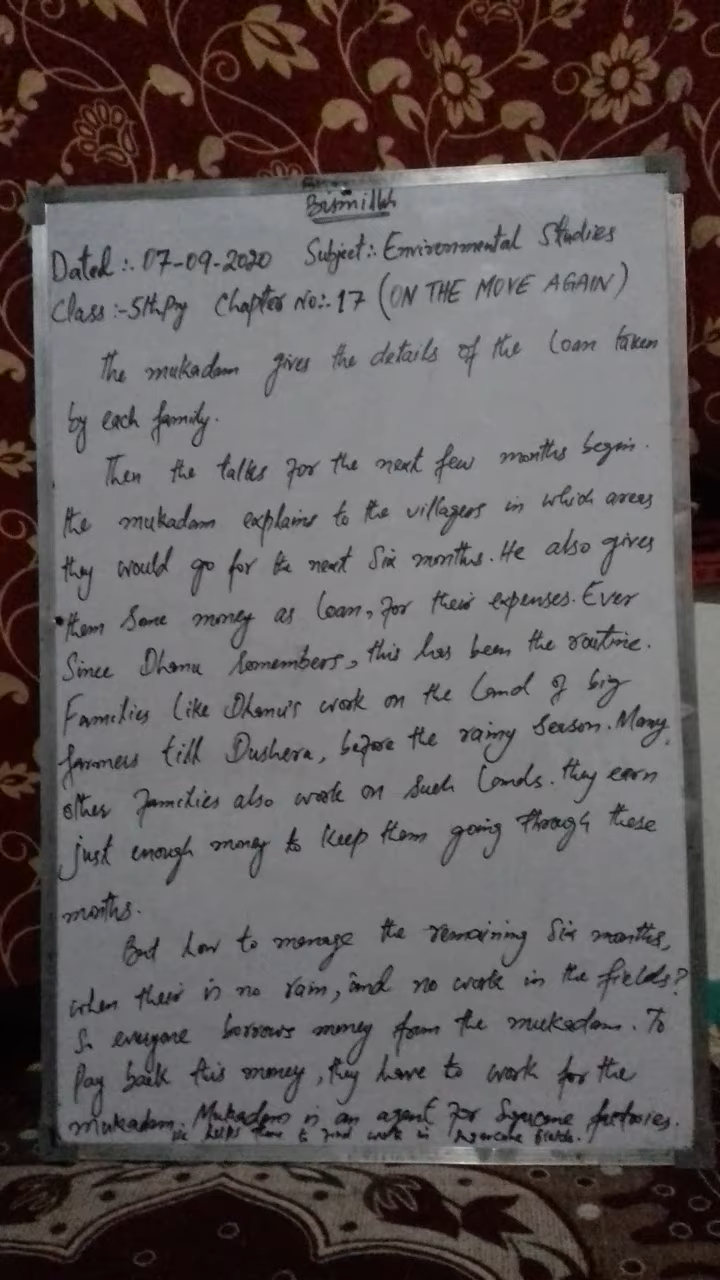 Bismillah
Dated :. 07-09-2020 Subject:. Environmental Studies
Class :- 5th Pry Chapter No:. 17 (ON THE MOVE AGAIN)
The mukadam gives the details of the loan taken
by each family.
Then the talks for the next few months begin.
the mukadam explains to the villagers in which areas
they would go for the next six months. He also gives
them some money as loan, for their expenses. Ever
Since Dhanu remembers, this has been the routine.
Families like Dhanu's work on the land of big
farmers till Dushera, before the rainy season. Many
other families also work on such lands. they earn
just enough money to keep them going through these
months.
But how to manage the remaining six months,
when their is no rain, and no work in the fields?
So everyone borrows money from the mukadam. To
Pay back this money, they have to work for the
mukadam. Mukadam is an agent for Sugucane factories.
He helps them to find work in sugarcane fields.